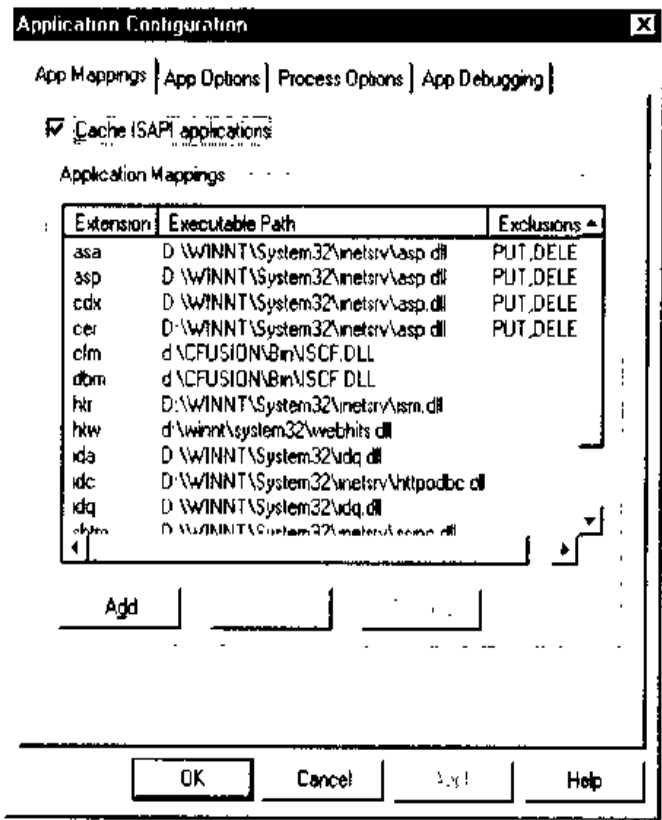 Application Configuration
App Mappings App Options Process Options App Debugging
Cache ISAPI applications
Application Mappings
Extension Executable Path Exclusions
asa D:\WINNT\System32\inetsrv\asp.dll PUT,DELE
asp D:\WINNT\System32\inetsrv\asp.dll PUT,DELE
cdx D:\WINNT\System32\inetsrv\asp.dll PUT,DELE
cer D:\WINNT\System32\inetsrv\asp.dll PUT,DELE
cfm d:\CFUSION\Bin\ISCF.DLL
dbm d:\CFUSION\Bin\ISCF.DLL
htr D:\WINNT\System32\inetsrv\ism.dll
htw d:\winnt\system32\webhits.dll
ida D:\WINNT\System32\idq.dll
idc D:\WINNT\System32\inetsrv\httpodbc.dll
idq D:\WINNT\System32\idq.dll
Add
OK Cancel Help